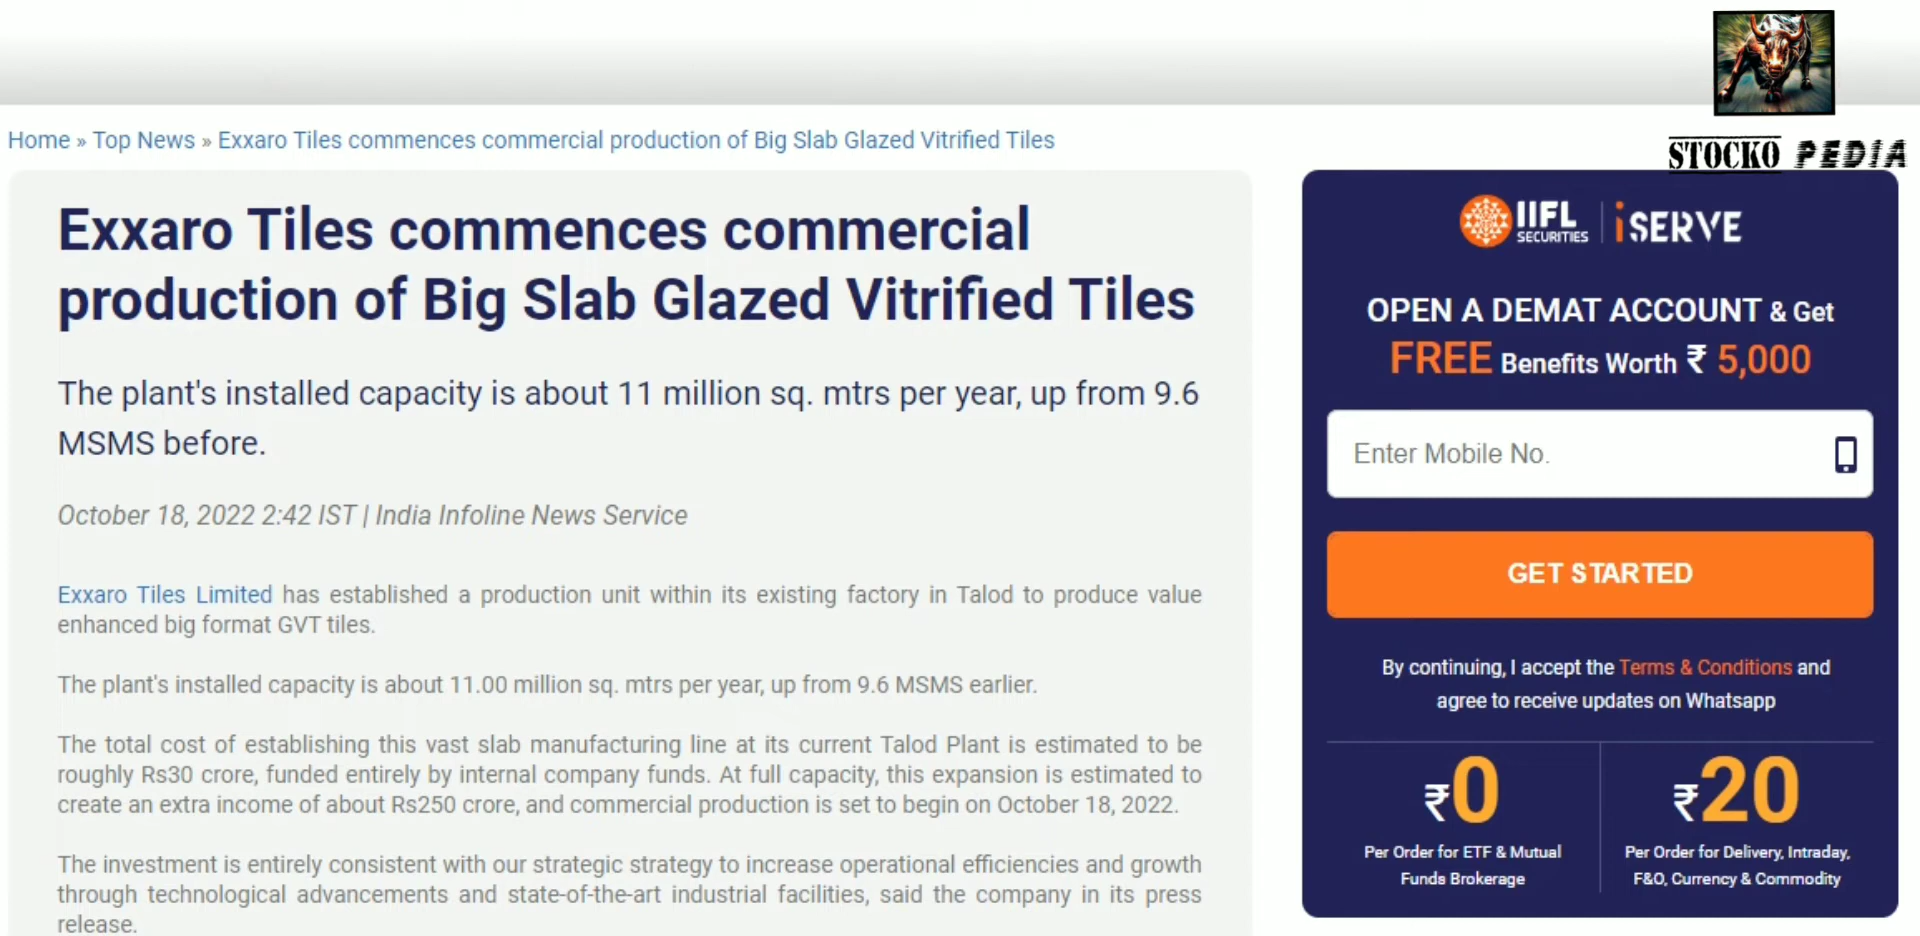 Home » Top News » Exxaro Tiles commences commercial production of Big Slab Glazed Vitrified Tiles
STOCKO PEDIA
Exxaro Tiles commences commercial
production of Big Slab Glazed Vitrified Tiles
The plant's installed capacity is about 11 million sq. mtrs per year, up from 9.6
MSMS before.
October 18, 2022 2:42 IST | India Infoline News Service
Exxaro Tiles Limited has established a production unit within its existing factory in Talod to produce value
enhanced big format GVT tiles.
The plant's installed capacity is about 11.00 million sq. mtrs per year, up from 9.6 MSMS earlier.
The total cost of establishing this vast slab manufacturing line at its current Talod Plant is estimated to be
roughly Rs30 crore, funded entirely by internal company funds. At full capacity, this expansion is estimated to
create an extra income of about Rs250 crore, and commercial production is set to begin on October 18, 2022.
The investment is entirely consistent with our strategic strategy to increase operational efficiencies and growth
through technological advancements and state-of-the-art industrial facilities, said the company in its press
release.
IIFL
SECURITIES
iSERVE
OPEN A DEMAT ACCOUNT & Get
FREE Benefits Worth ₹ 5,000
Enter Mobile No.
GET STARTED
By continuing, I accept the Terms & Conditions and
agree to receive updates on Whatsapp
₹0
Per Order for ETF & Mutual
Funds Brokerage
₹20
Per Order for Delivery, Intraday,
F&O, Currency & Commodity